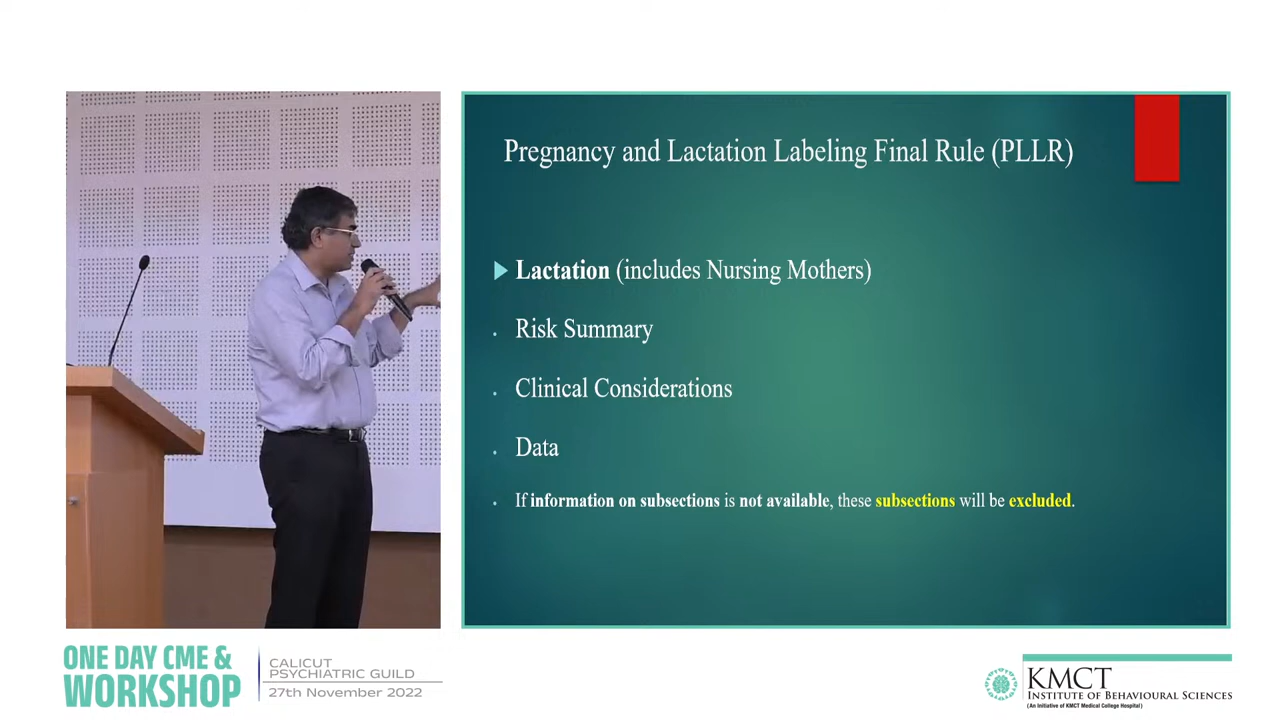 Pregnancy and Lactation Labeling Final Rule (PLLR)
Lactation (includes Nursing Mothers)
Risk Summary
Clinical Considerations
Data
If information on subsections is not available, these subsections will be excluded.
ONE DAY CME &
WORKSHOP
CALICUT
PSYCHIATRIC GUILD
27th November 2022
KMCT
INSTITUTE OF BEHAVIOURAL SCIENCES
(An Initiative of KMCT Medical College Hospital)